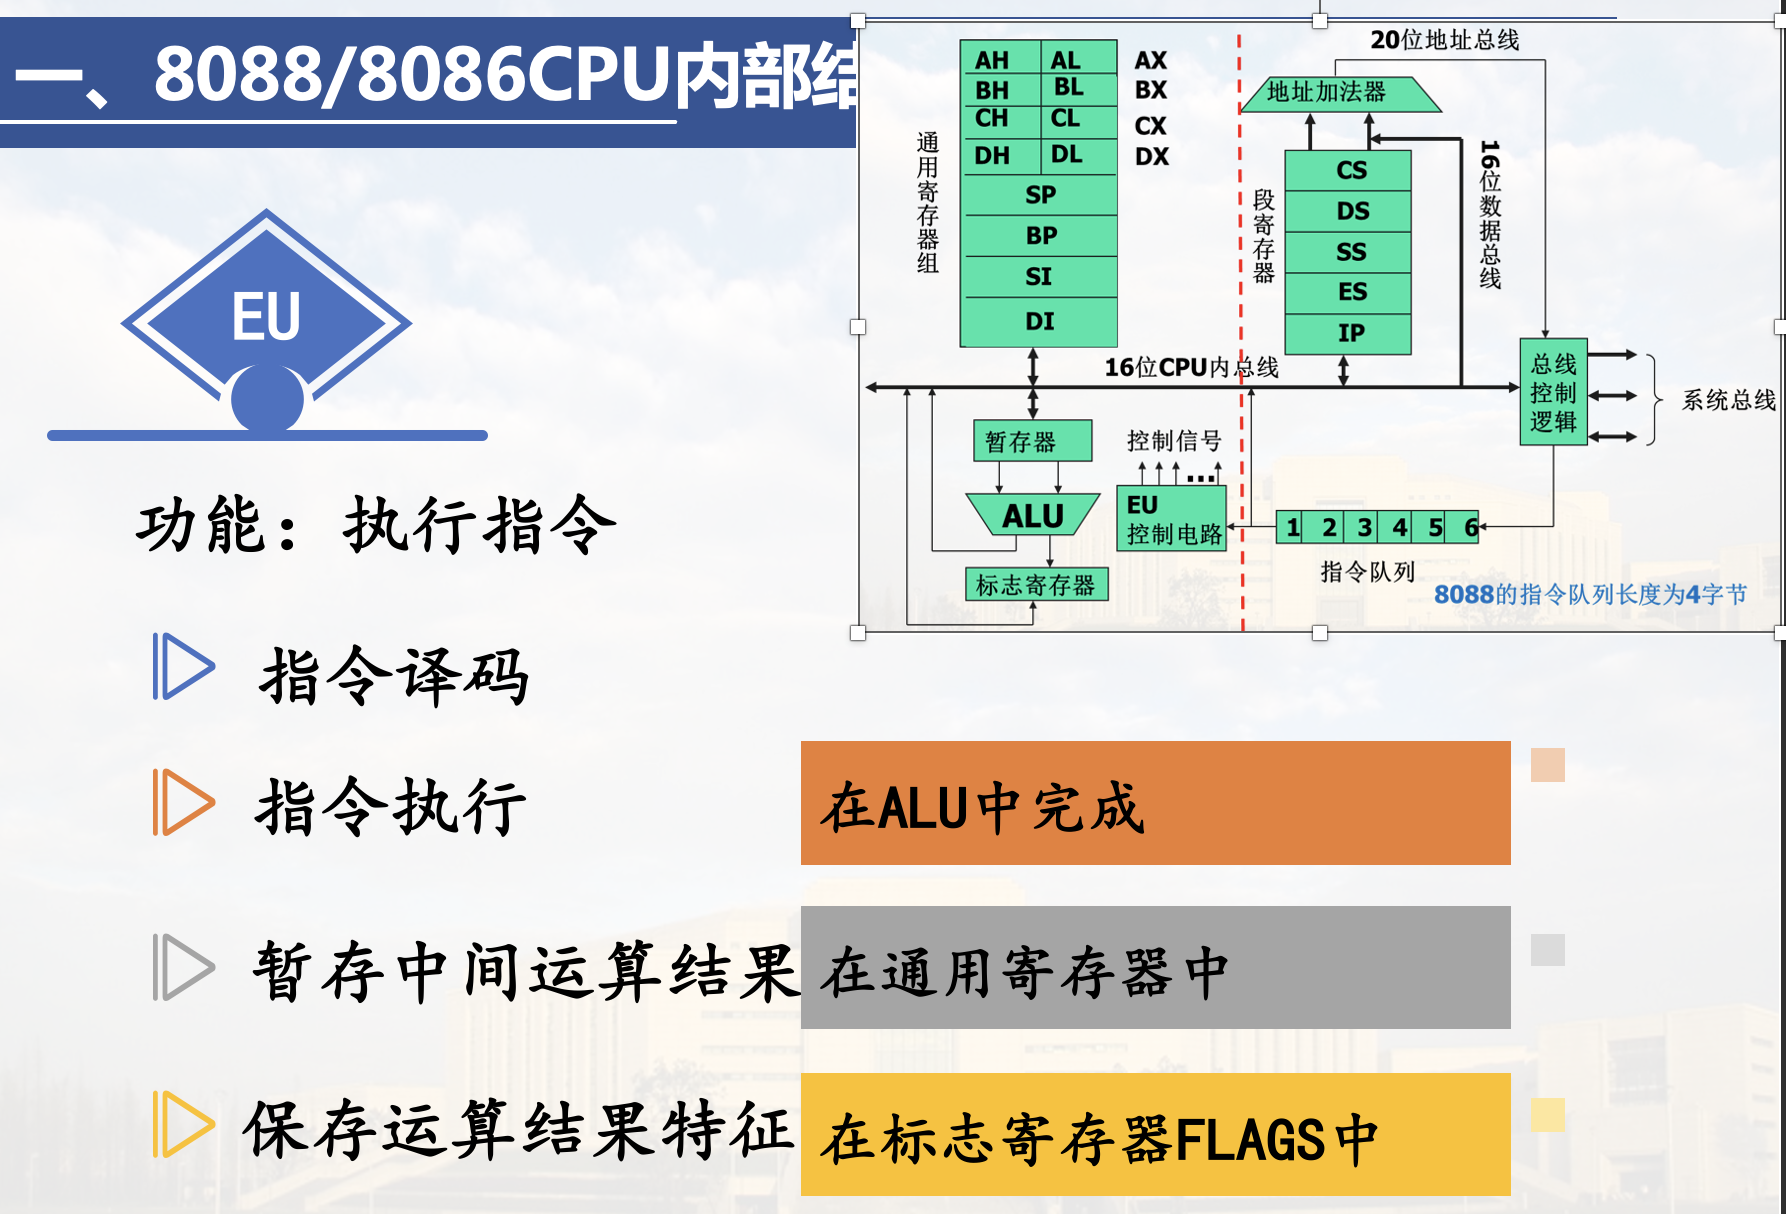 一、8088/8086CPU内部结
EU
功能：执行指令
指令译码
指令执行
在ALU中完成
暂存中间运算结果
在通用寄存器中
保存运算结果特征
在标志寄存器FLAGS中
通用寄存器组
AH AL AX
BH BL BX
CH CL CX
DH DL DX
SP
BP
SI
DI
20位地址总线
地址加法器
段寄存器
CS
DS
SS
ES
IP
16位数据总线
16位CPU内总线
总线
控制
逻辑
系统总线
暂存器
ALU
标志寄存器
控制信号
...
EU
控制电路
1 2 3 4 5 6
指令队列
8088的指令队列长度为4字节